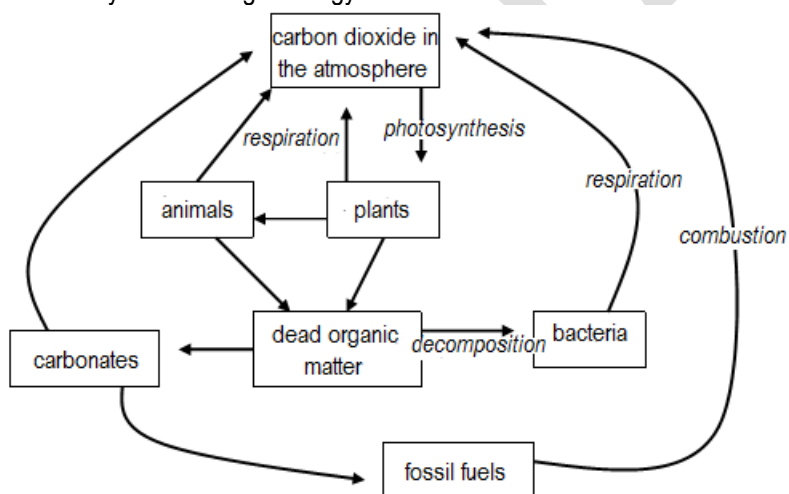 carbon dioxide in
the atmosphere
respiration
photosynthesis
animals
plants
respiration
combustion
dead organic
matter
decomposition
bacteria
carbonates
fossil fuels